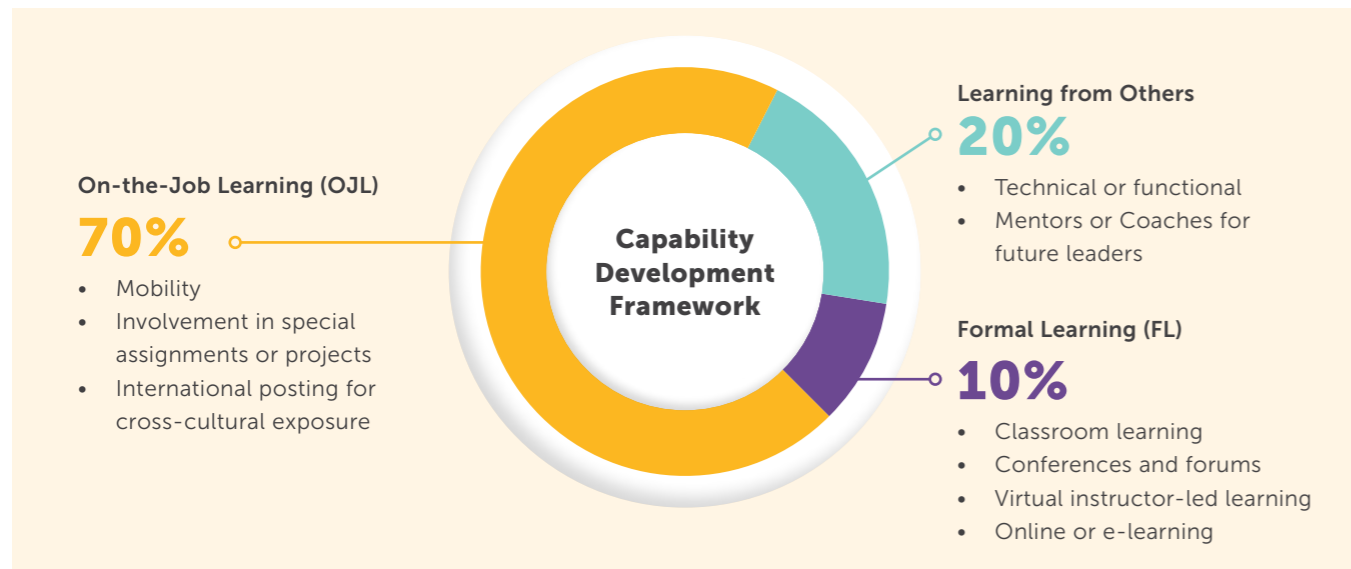 On-the-Job Learning (OJL)
70%
• Mobility
• Involvement in special
assignments or projects
• International posting for
cross-cultural exposure
Capability
Development
Framework
Learning from Others
20%
• Technical or functional
• Mentors or Coaches for
future leaders
Formal Learning (FL)
10%
• Classroom learning
• Conferences and forums
• Virtual instructor-led learning
• Online or e-learning